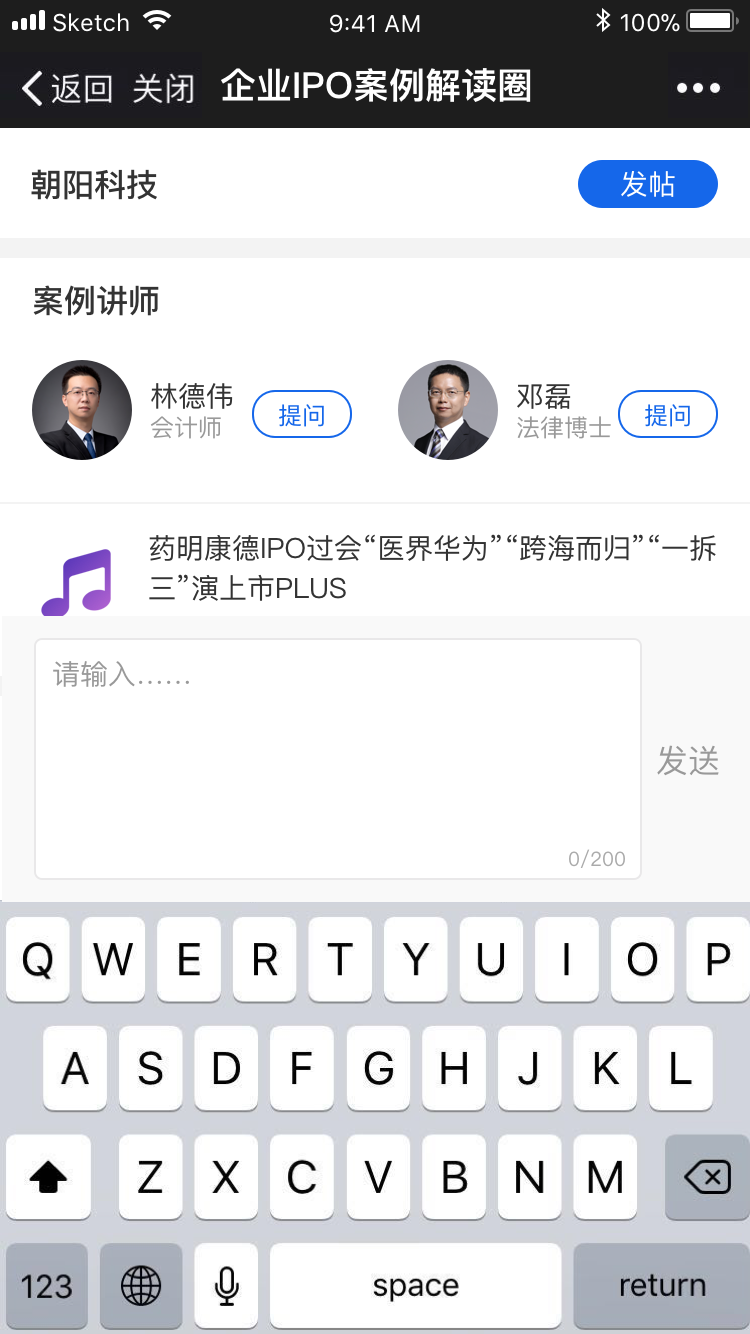 Sketch 9:41 AM 100%
返回 关闭 企业IPO案例解读圈
朝阳科技 发帖
案例讲师
林德伟 提问 邓磊 提问
会计师 法律博士
药明康德IPO过会“医界华为”“跨海而归”“一拆
三”演上市PLUS
请输入……
发送
0/200
Q W E R T Y U I O P
A S D F G H J K L
Z X C V B N M
123 space return